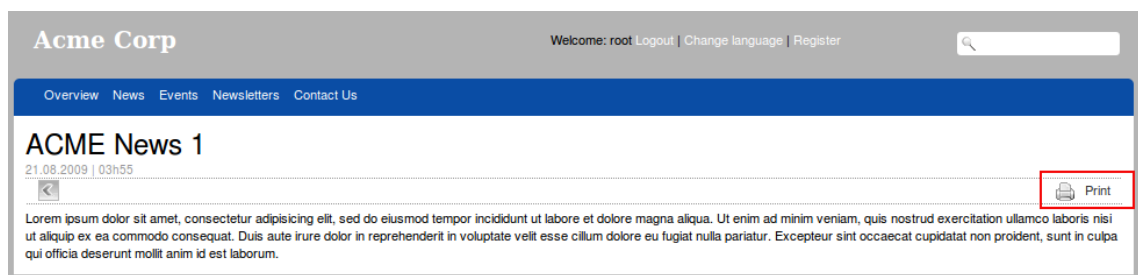 Acme Corp
Welcome: root Logout | Change language | Register
Overview News Events Newsletters Contact Us
ACME News 1
21.08.2009 | 03h55
Print
Lorem ipsum dolor sit amet, consectetur adipisicing elit, sed do eiusmod tempor incididunt ut labore et dolore magna aliqua. Ut enim ad minim veniam, quis nostrud exercitation ullamco laboris nisi
ut aliquip ex ea commodo consequat. Duis aute irure dolor in reprehenderit in voluptate velit esse cillum dolore eu fugiat nulla pariatur. Excepteur sint occaecat cupidatat non proident, sunt in culpa
qui officia deserunt mollit anim id est laborum.